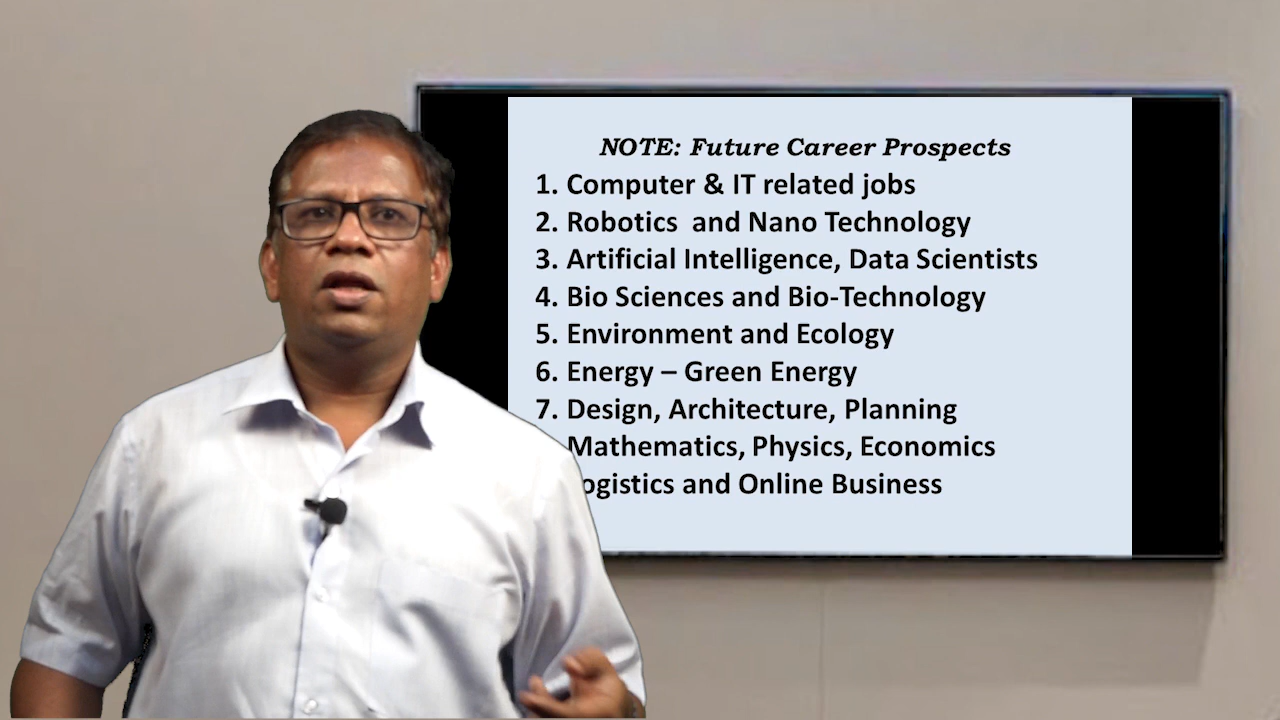 NOTE: Future Career Prospects
1. Computer & IT related jobs
2. Robotics and Nano Technology
3. Artificial Intelligence, Data Scientists
4. Bio Sciences and Bio-Technology
5. Environment and Ecology
6. Energy – Green Energy
7. Design, Architecture, Planning
Mathematics, Physics, Economics
ogistics and Online Business